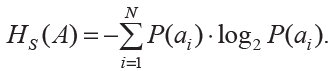 H_S(A) = −∑_{i=1}^{N} P(a_i) · log_2 P(a_i).